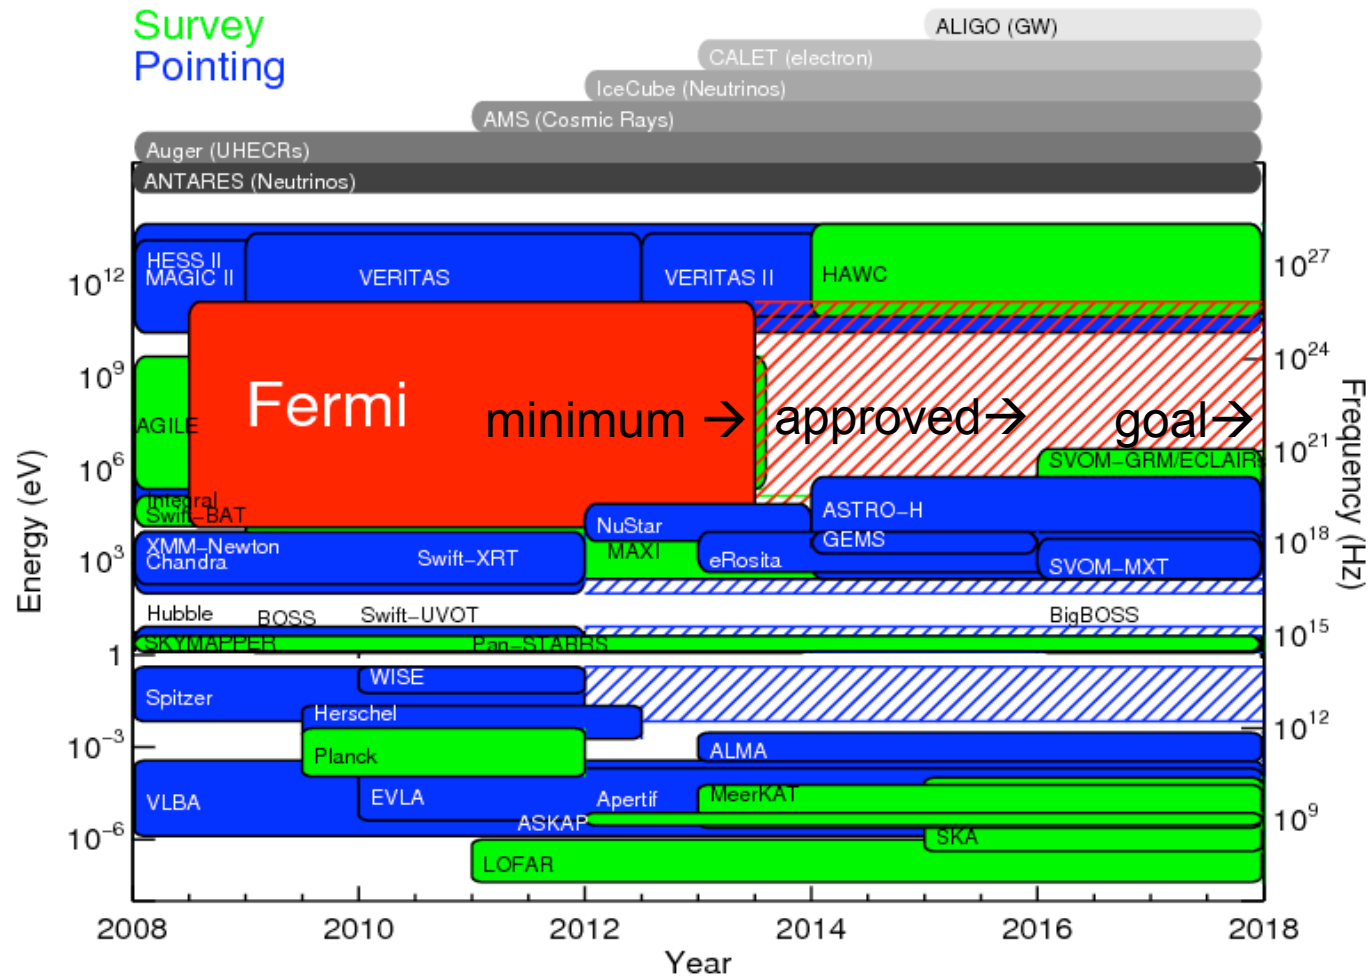 Survey
Pointing
ALIGO (GW)
CALET (electron)
IceCube (Neutrinos)
AMS (Cosmic Rays)
Auger (UHECRs)
ANTARES (Neutrinos)
HESS II
MAGIC II
VERITAS
VERITAS II
HAWC
Fermi
minimum → approved→ goal→
AGILE
SVOM-GRM/ECLAIRs
Integral
Swift-BAT
ASTRO-H
NuStar
GEMS
XMM-Newton
Chandra
Swift-XRT
MAXI
eRosita
SVOM-MXT
Hubble
BOSS
Swift-UVOT
BigBOSS
SKYMAPPER
Pan-STARRS
WISE
Spitzer
Herschel
Planck
ALMA
VLBA
EVLA
Apertif
MeerKAT
ASKAP
SKA
LOFAR
10^12
10^9
10^6
10^3
1
10^-3
10^-6
Energy (eV)
10^27
10^24
10^21
10^18
10^15
10^12
10^9
Frequency (Hz)
2008 2010 2012 2014 2016 2018
Year